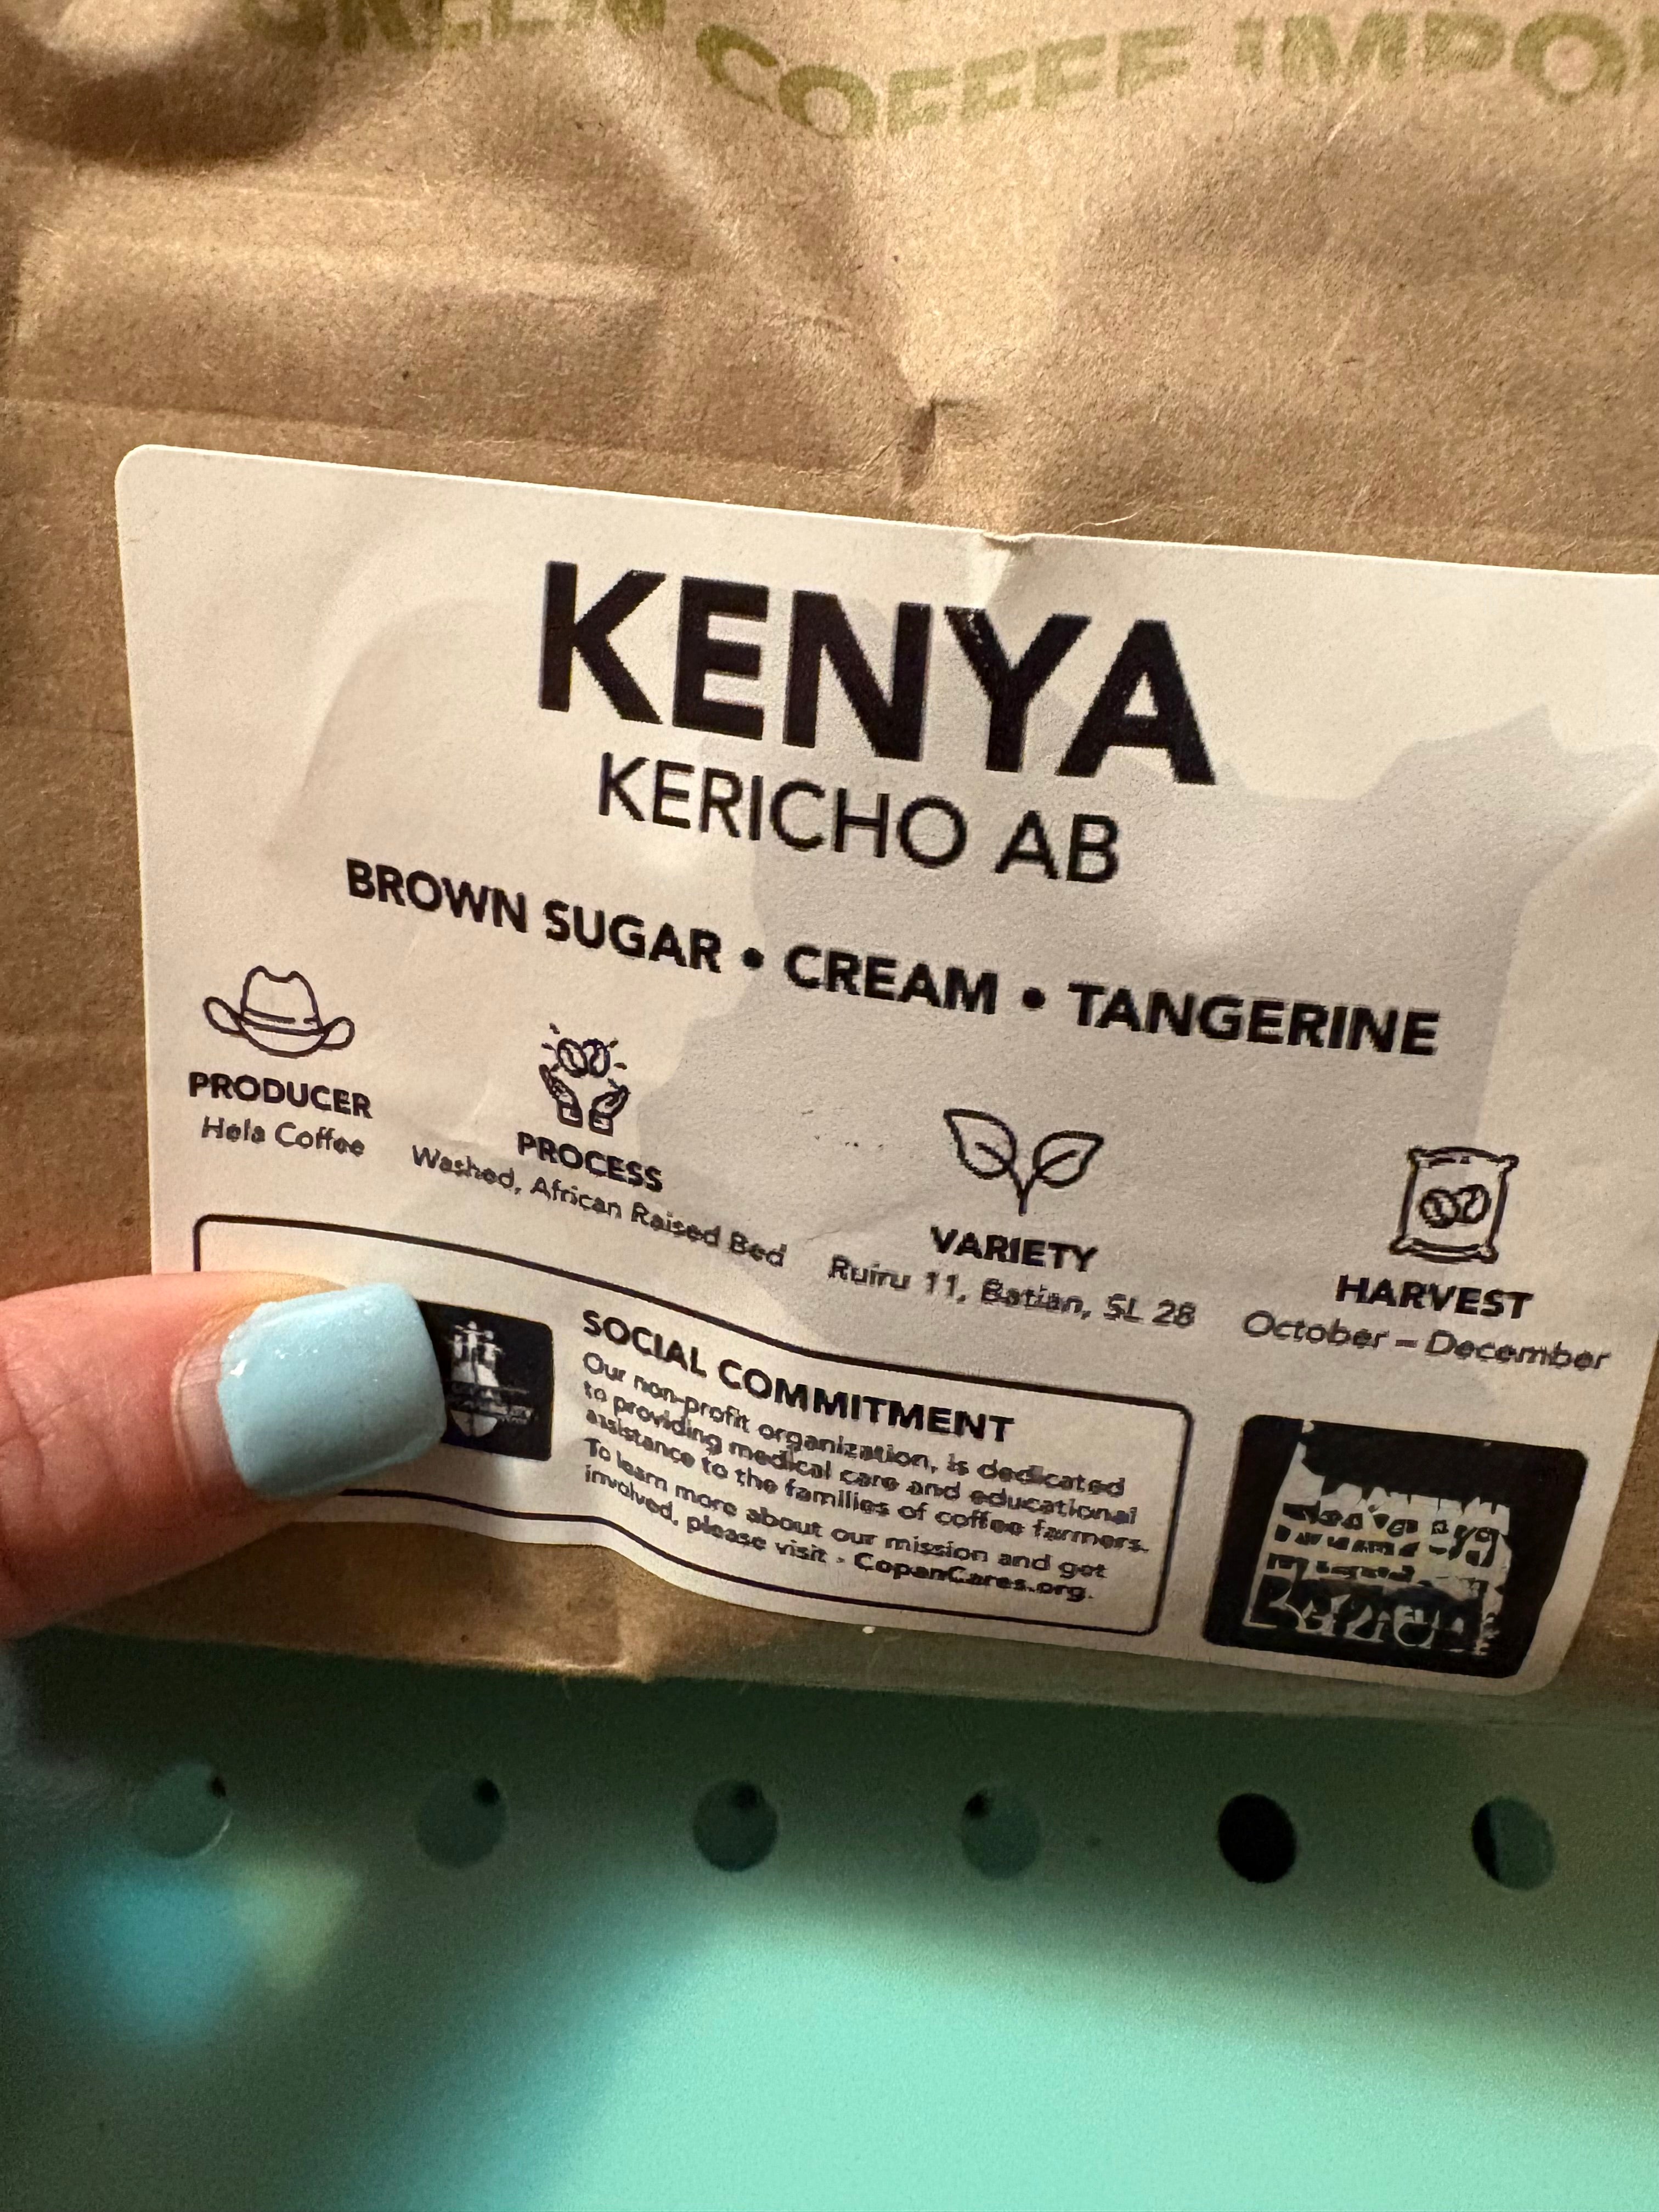 GREEN COFFEE IMPO
KENYA
KERICHO AB
BROWN SUGAR • CREAM • TANGERINE
PRODUCER
Hela Coffee
PROCESS
Washed, African Raised Bed
VARIETY
Ruiru 11, Batian, SL 28
HARVEST
October – December
SOCIAL COMMITMENT
Our non-profit organization, is dedicated
to providing medical care and educational
assistance to the families of coffee farmers.
To learn more about our mission and get
involved, please visit - CopanCares.org.